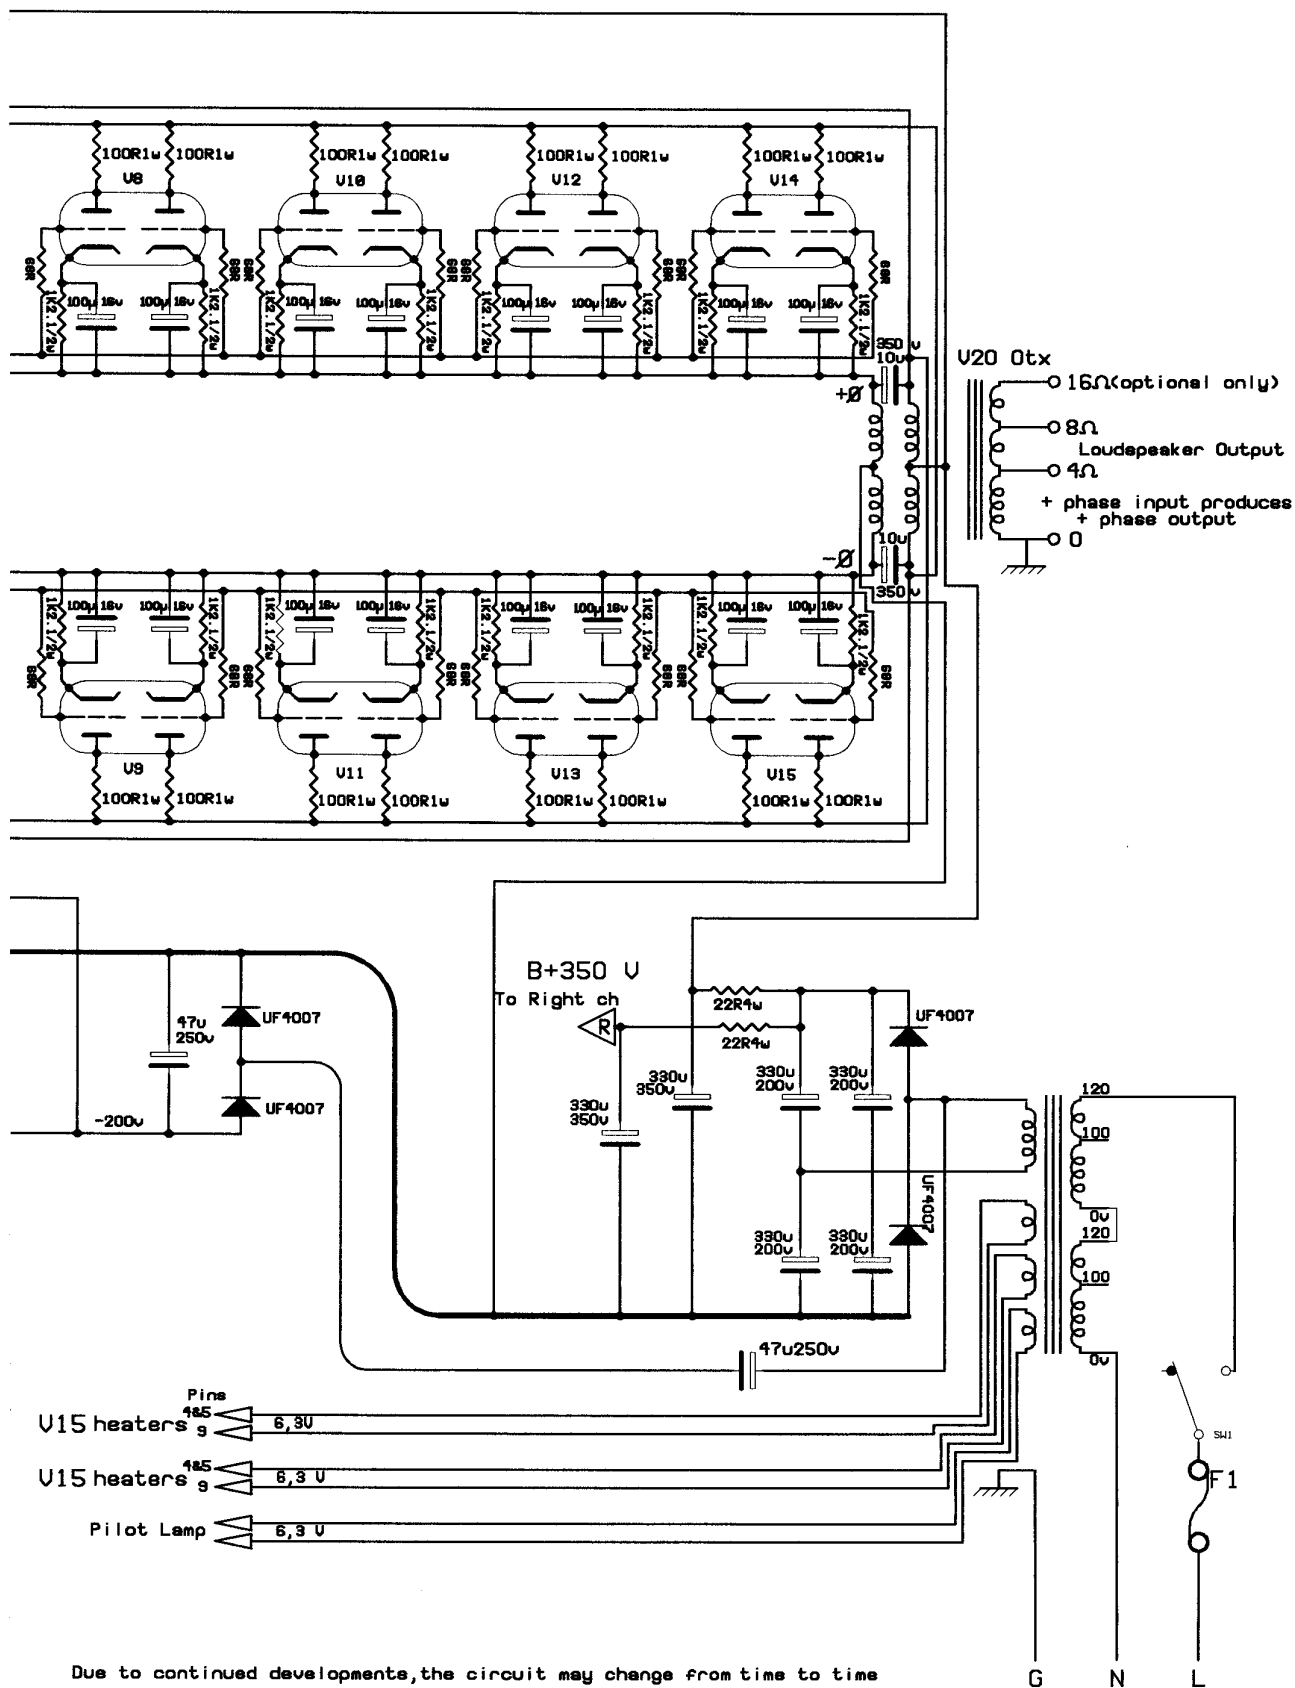 100R1w 100R1w 100R1w 100R1w 100R1w 100R1w 100R1w 100R1w
V8 V10 V12 V14
68R 68R 68R 68R 68R 68R 68R 68R
100µ 16v 100µ 16v 100µ 16v 100µ 16v 100µ 16v 100µ 16v 100µ 16v 100µ 16v
1K2.1/2w 1K2.1/2w 1K2.1/2w 1K2.1/2w 1K2.1/2w 1K2.1/2w 1K2.1/2w 1K2.1/2w
350 v
10u
+Ø
V20 Otx
16Ω(optional only)
8Ω
Loudspeaker Output
4Ω
+ phase input produces
+ phase output
0
10u
-Ø
350 v
100µ 16v 100µ 16v 100µ 16v 100µ 16v 100µ 16v 100µ 16v 100µ 16v 100µ 16v
1K2.1/2w 1K2.1/2w 1K2.1/2w 1K2.1/2w 1K2.1/2w 1K2.1/2w 1K2.1/2w 1K2.1/2w
68R 68R 68R 68R 68R 68R 68R 68R
V9 V11 V13 V15
100R1w 100R1w 100R1w 100R1w 100R1w 100R1w 100R1w 100R1w
B+350 V
To Right ch
R
22R4w
22R4w
UF4007
47u
250v
UF4007
UF4007
-200v
330u
350v
330u
350v
330u
200v
330u
200v
UF4007
330u
200v
330u
200v
120
100
0v
120
100
0v
47u250v
Pins
V15 heaters 4&5
9
6,3V
V15 heaters 4&5
9
6,3 V
Pilot Lamp
6,3 V
SW1
F1
G N L
Due to continued developments,the circuit may change from time to time